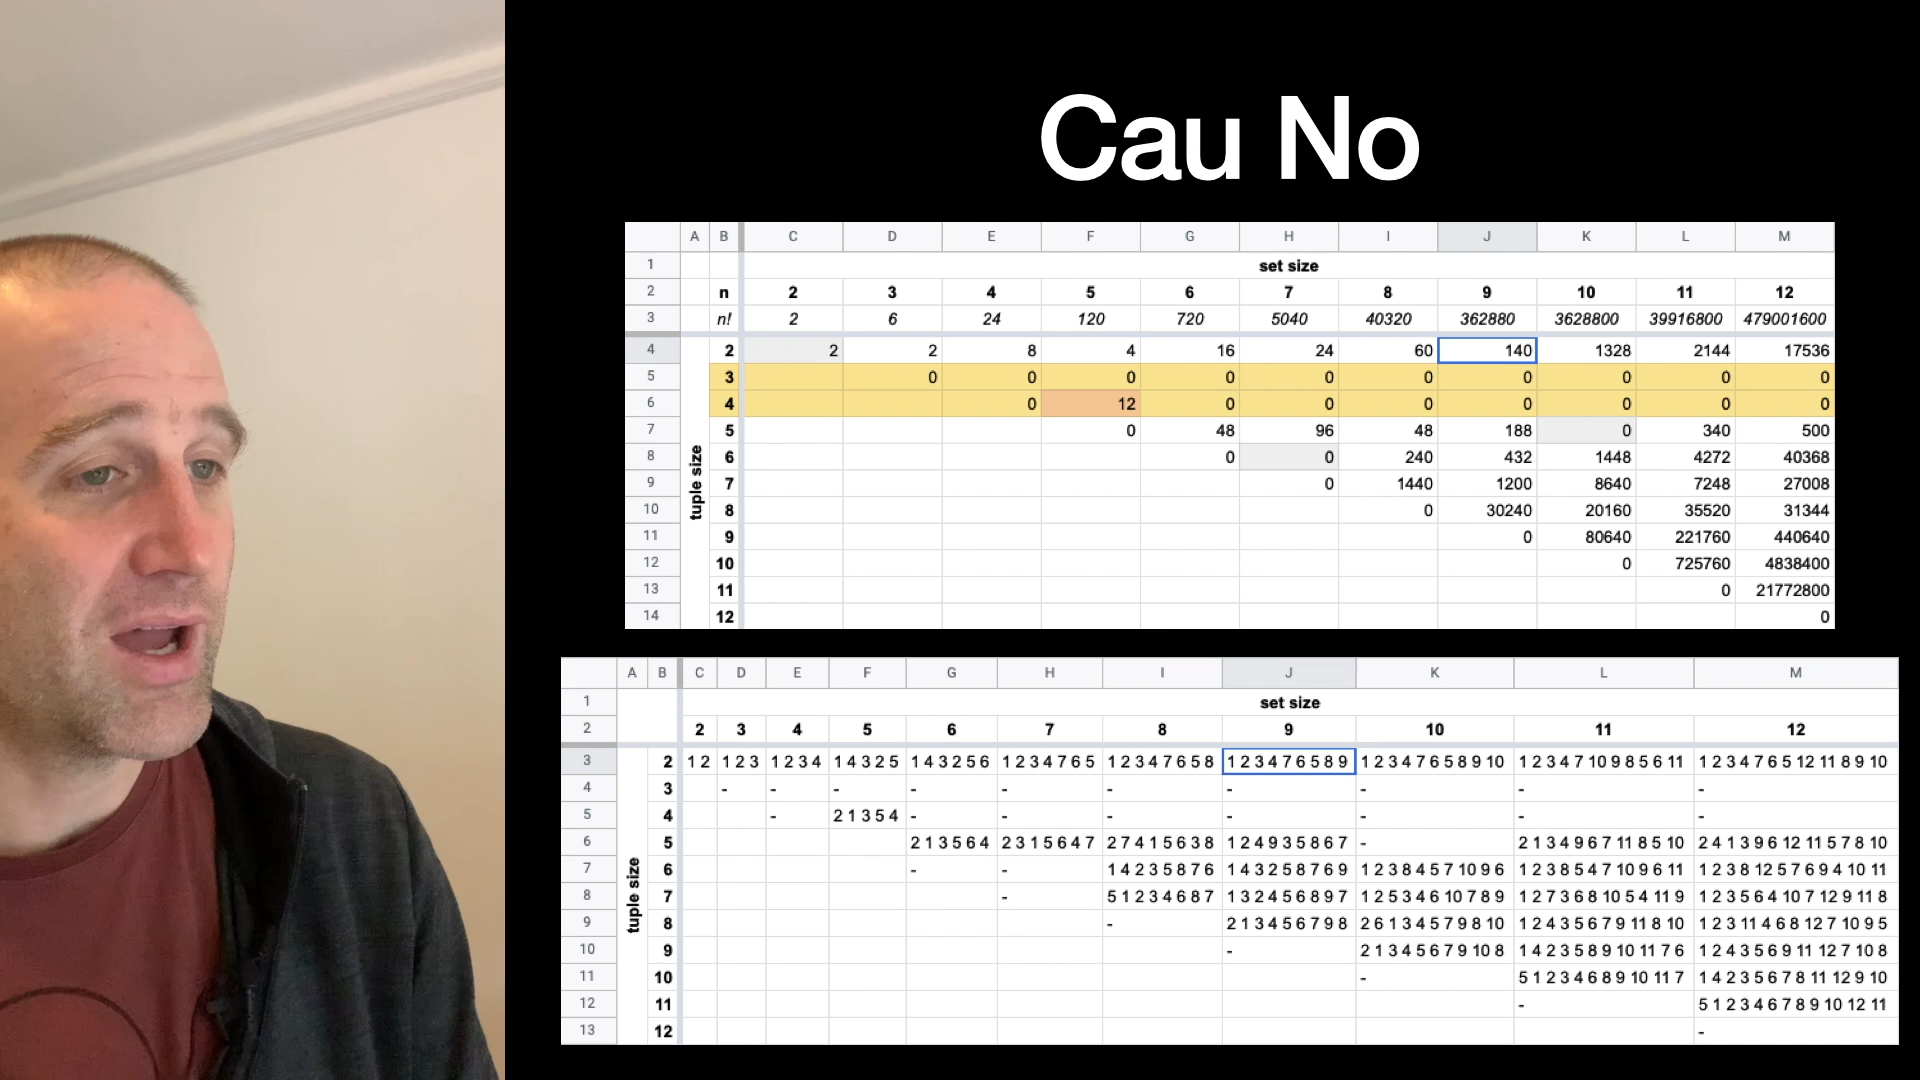 Cau No
A B C D E F G H I J K L M
1 set size
2 n 2 3 4 5 6 7 8 9 10 11 12
3 n! 2 6 24 120 720 5040 40320 362880 3628800 39916800 479001600
4 2 2 2 8 4 16 24 60 140 1328 2144 17536
5 3 0 0 0 0 0 0 0 0 0 0
6 4 0 12 0 0 0 0 0 0 0
7 5 0 48 96 48 188 0 340 500
8 6 0 0 240 432 1448 4272 40368
9 7 0 1440 1200 8640 7248 27008
10 8 0 30240 20160 35520 31344
11 9 0 80640 221760 440640
12 10 0 725760 4838400
13 11 0 21772800
14 12 0
tuple size
A B C D E F G H I J K L M
1 set size
2 2 3 4 5 6 7 8 9 10 11 12
3 2 1 2 1 2 3 1 2 3 4 1 4 3 2 5 1 4 3 2 5 6 1 2 3 4 7 6 5 1 2 3 4 7 6 5 8 1 2 3 4 7 6 5 8 9 1 2 3 4 7 6 5 8 9 10 1 2 3 4 7 10 9 8 5 6 11 1 2 3 4 7 6 5 12 11 8 9 10
4 3 - - - - - - - - - -
5 4 - 2 1 3 5 4 - - - - - - -
6 5 2 1 3 5 6 4 2 3 1 5 6 4 7 2 7 4 1 5 6 3 8 1 2 4 9 3 5 8 6 7 - 2 1 3 4 9 6 7 11 8 5 10 2 4 1 3 9 6 12 11 5 7 8 10
7 6 - - 1 4 2 3 5 8 7 6 1 4 3 2 5 8 7 6 9 1 2 3 8 4 5 7 10 9 6 1 2 3 8 5 4 7 10 9 6 11 1 2 3 8 12 5 7 6 9 4 10 11
8 7 - 5 1 2 3 4 6 8 7 1 3 2 4 5 6 8 9 7 1 2 5 3 4 6 10 7 8 9 1 2 7 3 6 8 10 5 4 11 9 1 2 3 5 6 4 10 7 12 9 11 8
9 8 - 2 1 3 4 5 6 7 9 8 2 6 1 3 4 5 7 9 8 10 1 2 4 3 5 6 7 9 11 8 10 1 2 3 11 4 6 8 12 7 10 9 5
10 9 - 2 1 3 4 5 6 7 9 10 8 1 4 2 3 5 8 9 10 11 7 6 1 2 4 3 5 6 9 11 12 7 10 8
11 10 - 5 1 2 3 4 6 8 9 10 11 7 1 4 2 3 5 6 7 8 11 12 9 10
12 11 - 5 1 2 3 4 6 7 8 9 10 12 11
13 12 -
tuple size